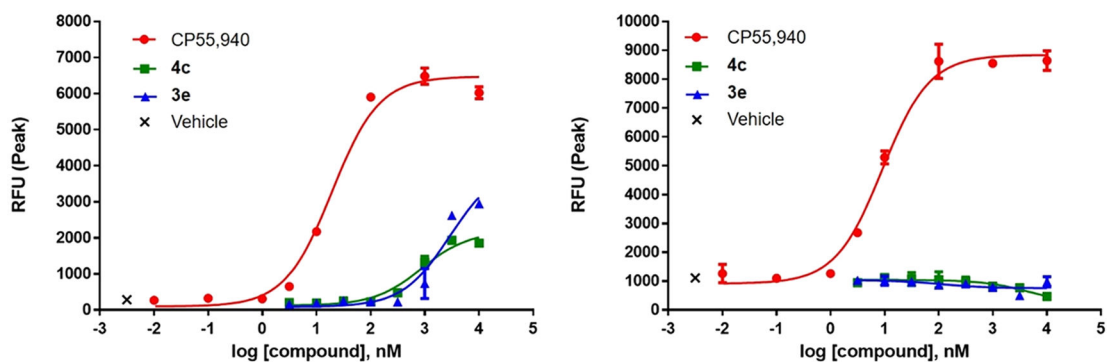 8000
7000
6000
5000
4000
3000
2000
1000
0
RFU (Peak)
CP55,940
4c
3e
Vehicle
-3 -2 -1 0 1 2 3 4 5
log [compound], nM
10000
9000
8000
7000
6000
5000
4000
3000
2000
1000
0
RFU (Peak)
CP55,940
4c
3e
Vehicle
-3 -2 -1 0 1 2 3 4 5
log [compound], nM